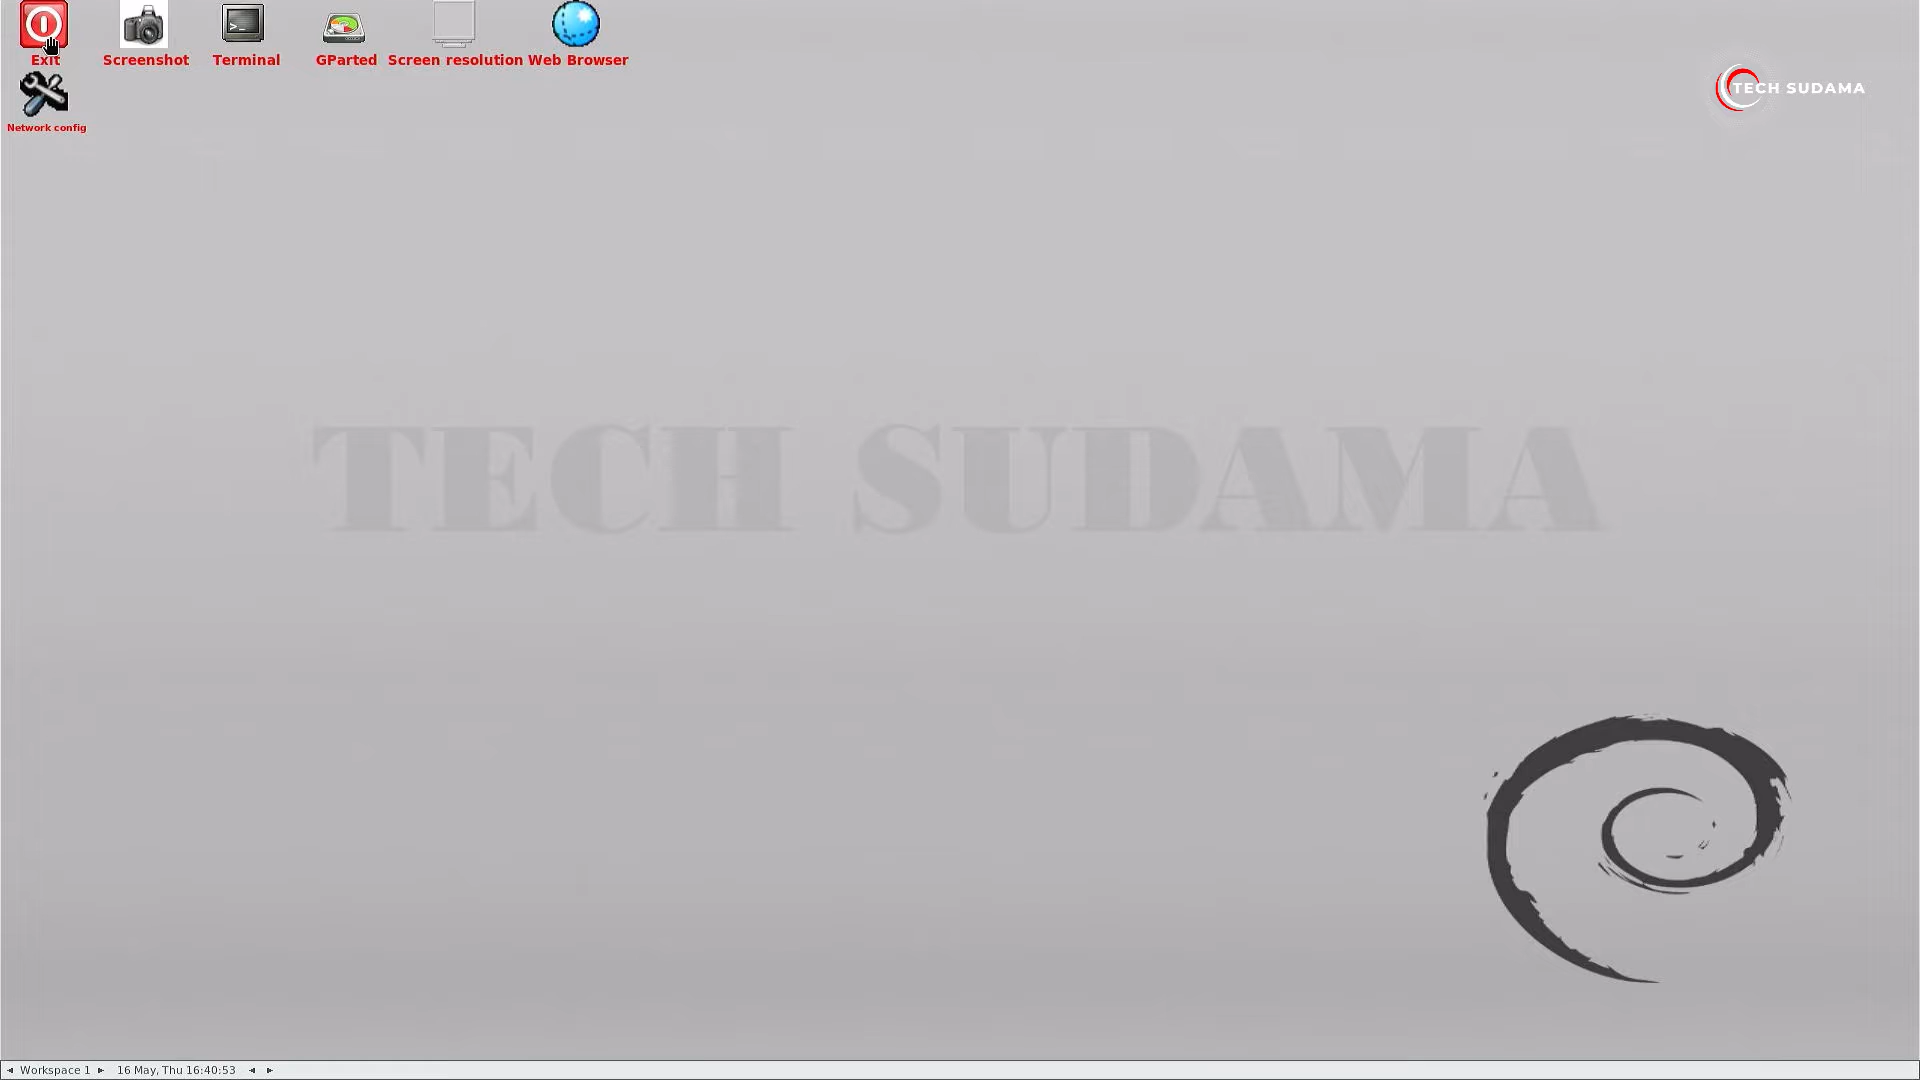 Exit
Screenshot
Terminal
GParted
Screen resolution
Web Browser
Network config
TECH SUDAMA
TECH SUDAMA
Workspace 1
16 May, Thu 16:40:53